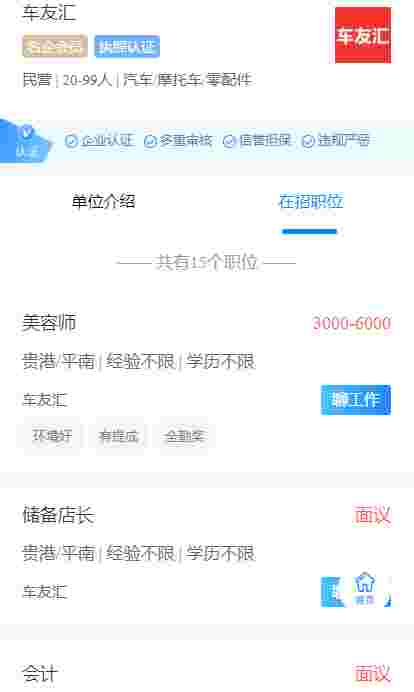 车友汇
车友汇
名企会员 执照认证
民营 | 20-99人 | 汽车/摩托车/零配件
认证 企业认证 多重审核 信誉担保 违规严惩
单位介绍 在招职位
共有15个职位
美容师 3000-6000
贵港/平南 | 经验不限 | 学历不限
车友汇 聊工作
环境好 有提成 全勤奖
储备店长 面议
贵港/平南 | 经验不限 | 学历不限
车友汇
首页
会计 面议